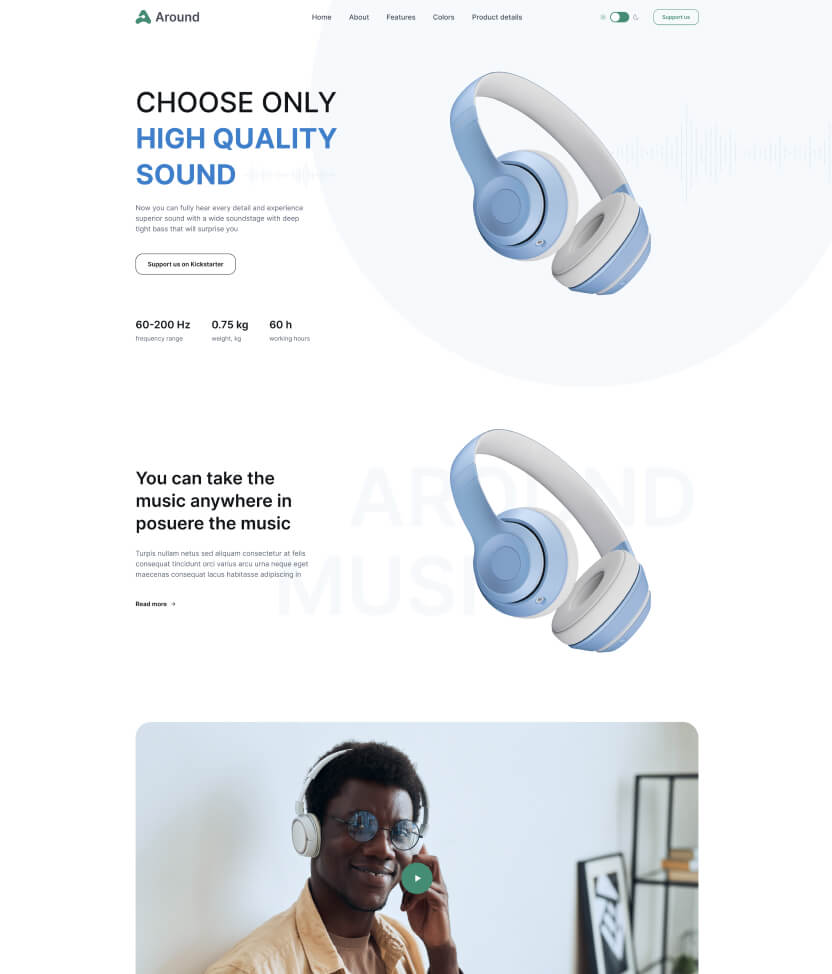 Around
Home About Features Colors Product details
Support us
CHOOSE ONLY
HIGH QUALITY
SOUND
Now you can fully hear every detail and experience
superior sound with a wide soundstage with deep
tight bass that will surprise you
Support us on Kickstarter
60-200 Hz 0.75 kg 60 h
frequency range weight, kg working hours
AROUND
MUSIC
You can take the
music anywhere in
posuere the music
Turpis nullam netus sed aliquam consectetur at felis
consequat tincidunt orci varius arcu urna neque eget
maecenas consequat lacus habitasse adipiscing in
Read more →